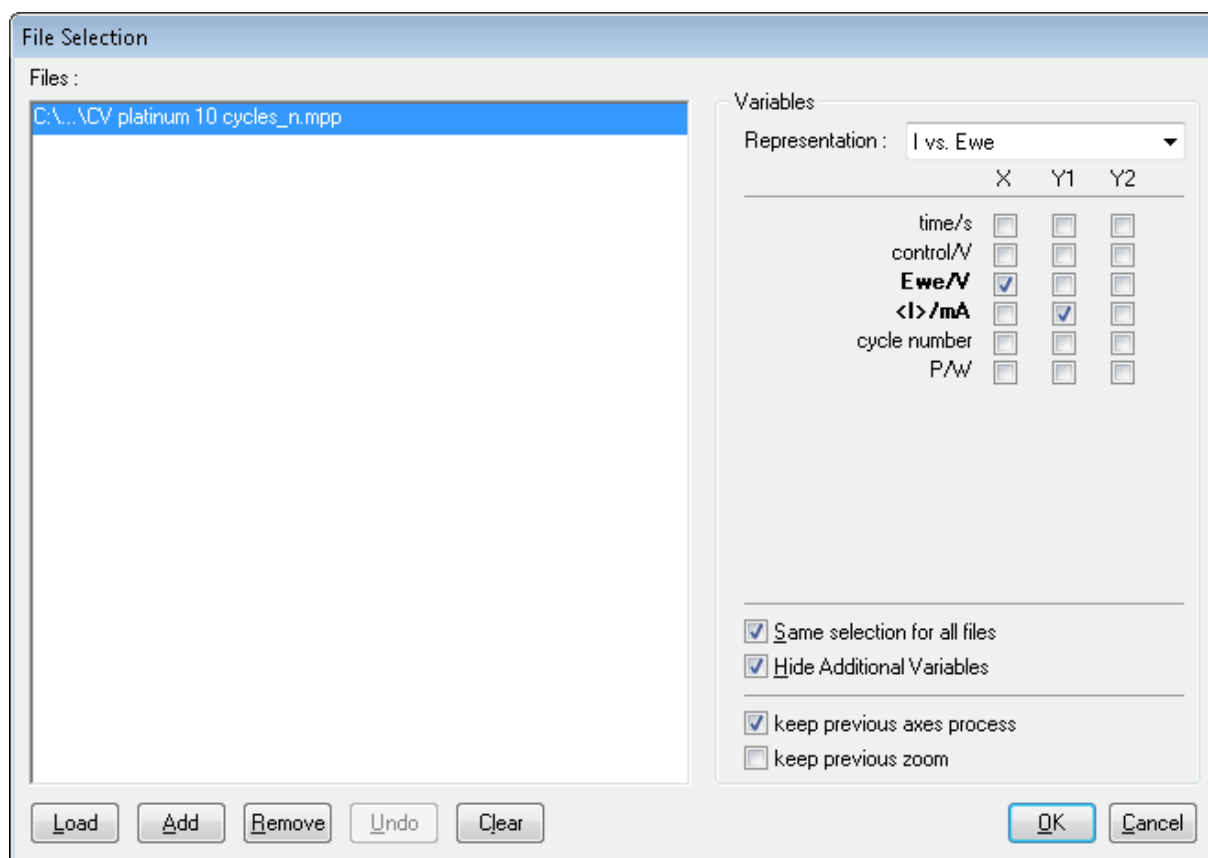 File Selection
Files :
C:\...\CV platinum 10 cycles_n.mpp
Variables
Representation : I vs. Ewe
X Y1 Y2
time/s
control/V
Ewe/V
<I>/mA
cycle number
P/W
Same selection for all files
Hide Additional Variables
keep previous axes process
keep previous zoom
Load Add Remove Undo Clear OK Cancel